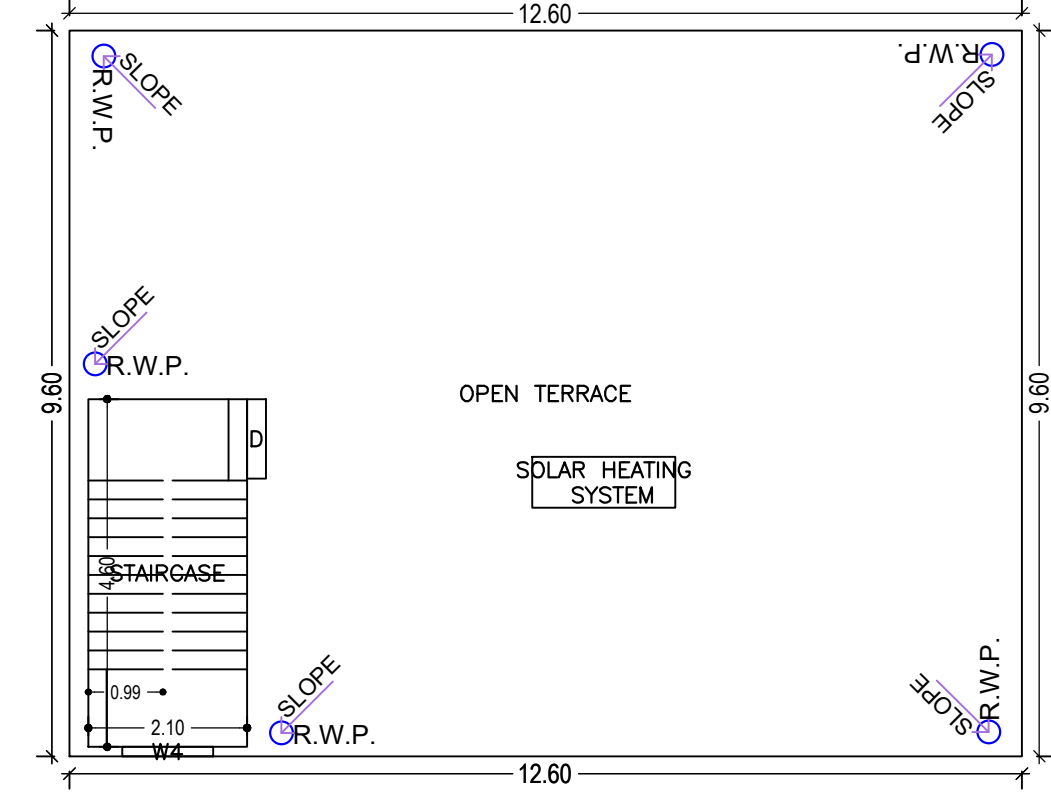 12.60
SLOPE
R.W.P.
R.W.P.
SLOPE
SLOPE
R.W.P.
9.60
9.60
OPEN TERRACE
D
SOLAR HEATING
SYSTEM
4.60
STAIRCASE
0.99
2.10
W4
SLOPE
R.W.P.
SLOPE
R.W.P.
12.60